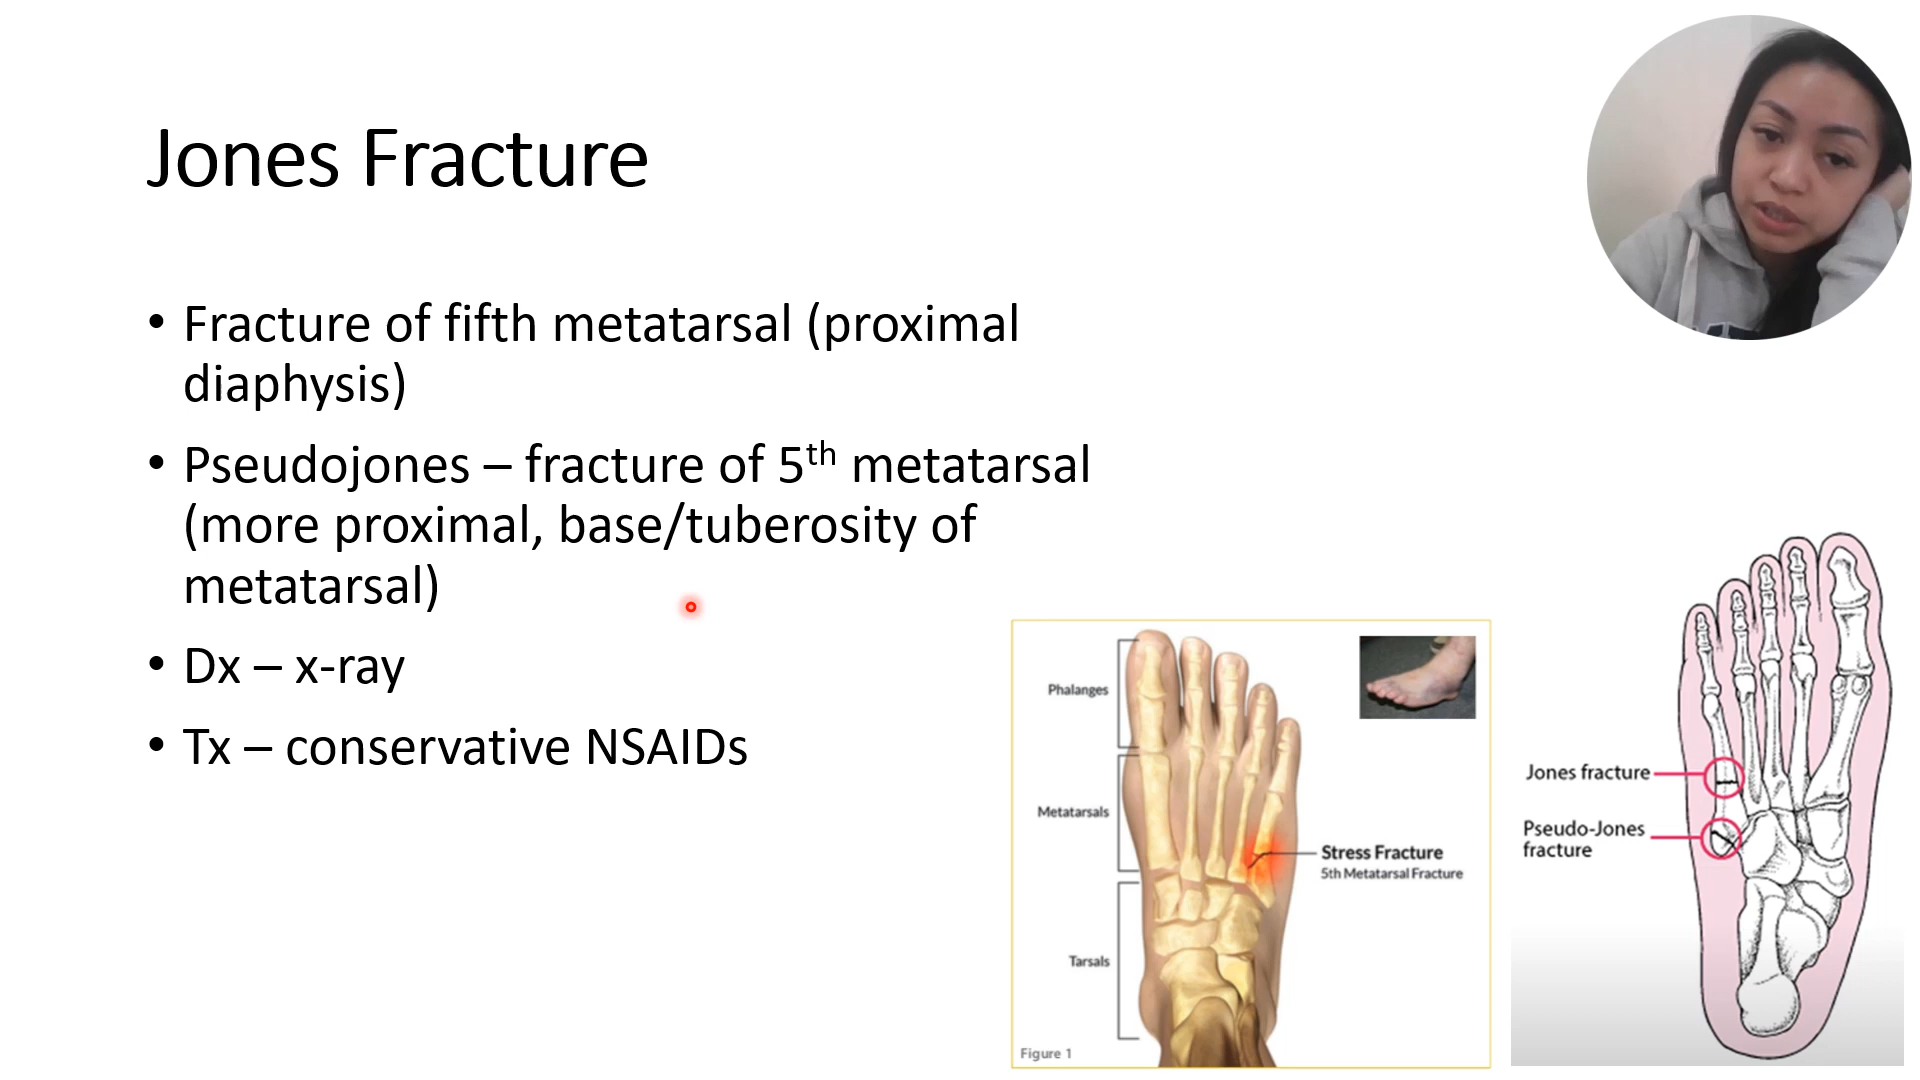 Jones Fracture
• Fracture of fifth metatarsal (proximal
diaphysis)
• Pseudojones – fracture of 5th metatarsal
(more proximal, base/tuberosity of
metatarsal)
• Dx – x-ray
• Tx – conservative NSAIDs
Phalanges
Metatarsals
Stress Fracture
5th Metatarsal Fracture
Tarsals
Figure 1
Jones fracture
Pseudo-Jones
fracture